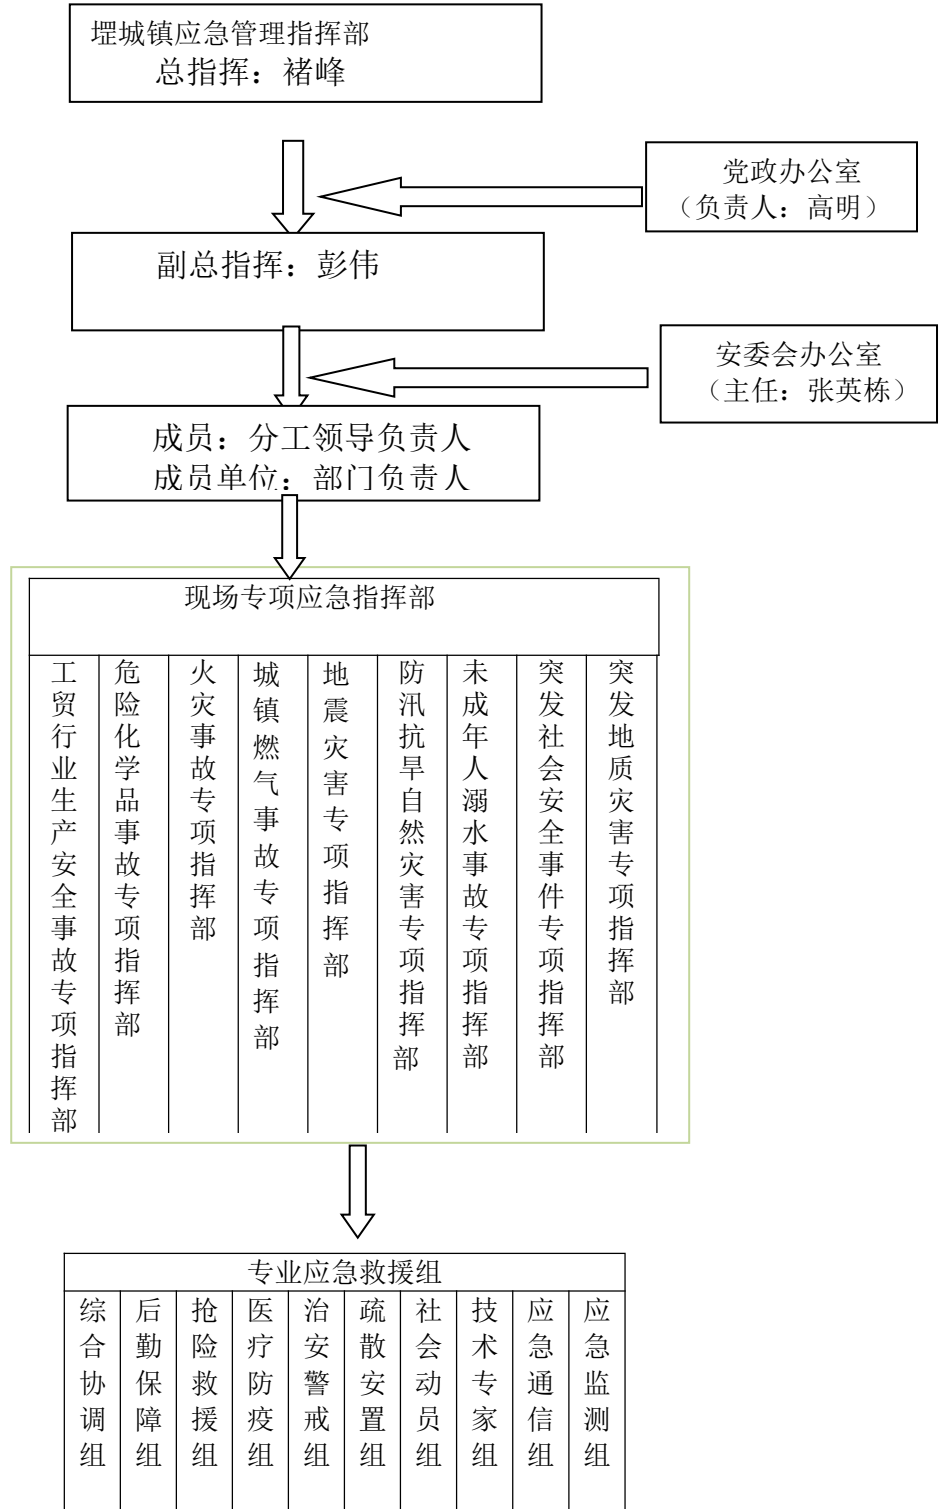 堽城镇应急管理指挥部
总指挥：褚峰
党政办公室
（负责人：高明）
副总指挥：彭伟
安委会办公室
（主任：张英栋）
成员：分工领导负责人
成员单位：部门负责人
现场专项应急指挥部
工贸行业生产安全事故专项指挥部
危险化学品事故专项指挥部
火灾事故专项指挥部
城镇燃气事故专项指挥部
地震灾害专项指挥部
防汛抗旱自然灾害专项指挥部
未成年人溺水事故专项指挥部
突发社会安全事件专项指挥部
突发地质灾害专项指挥部
专业应急救援组
综合协调组
后勤保障组
抢险救援组
医疗防疫组
治安警戒组
疏散安置组
社会动员组
技术专家组
应急通信组
应急监测组